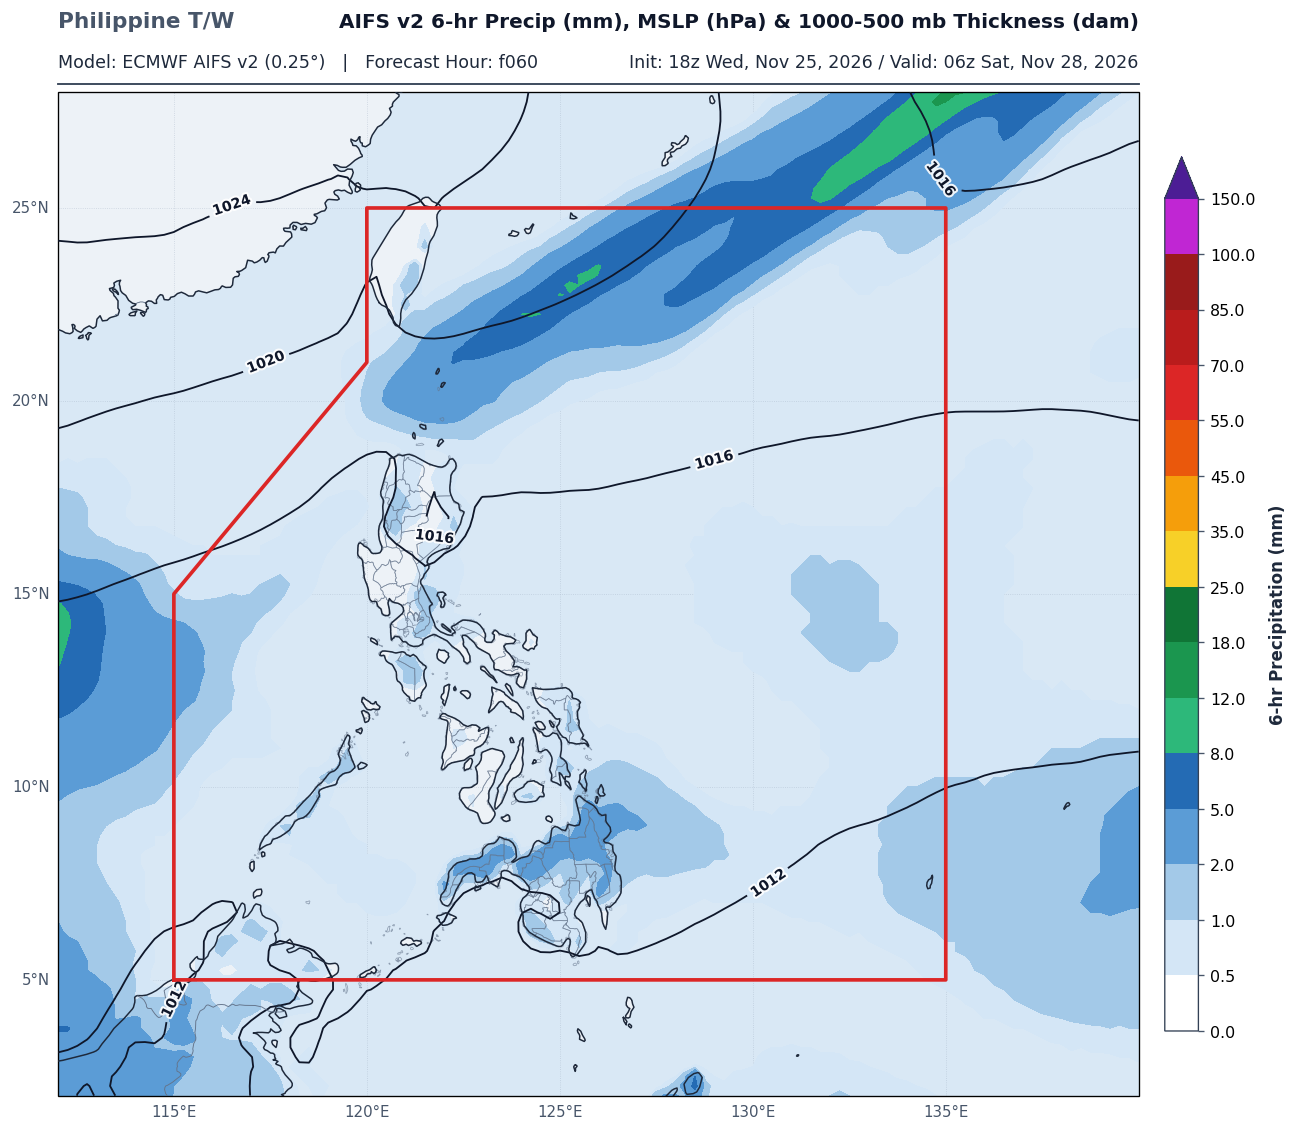 Philippine T/W
AIFS v2 6-hr Precip (mm), MSLP (hPa) & 1000-500 mb Thickness (dam)
Model: ECMWF AIFS v2 (0.25°) | Forecast Hour: f060
Init: 18z Wed, Nov 25, 2026 / Valid: 06z Sat, Nov 28, 2026
1024
1016
1020
1016
1016
1012
1012
25°N
20°N
15°N
10°N
5°N
115°E
120°E
125°E
130°E
135°E
150.0
100.0
85.0
70.0
55.0
45.0
35.0
25.0
18.0
12.0
8.0
5.0
2.0
1.0
0.5
0.0
6-hr Precipitation (mm)